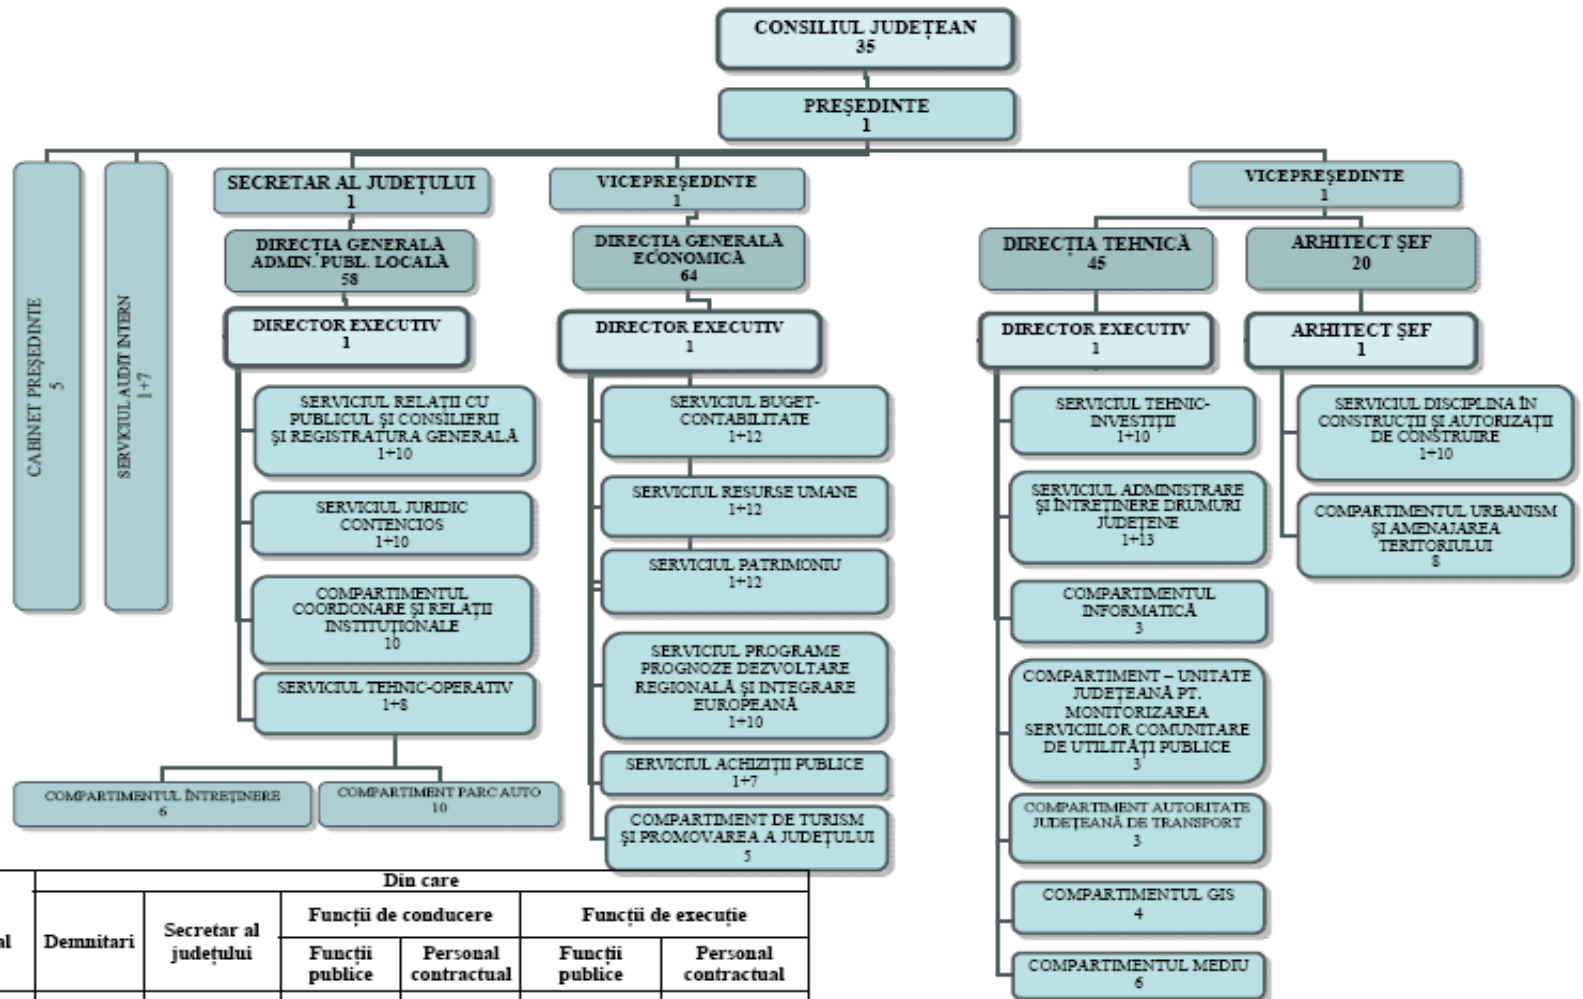 CONSILIUL JUDEȚEAN
35
PREȘEDINTE
1
CABINET PREȘEDINTE
5
SERVICIUL AUDIT INTERN
1+7
SECRETAR AL JUDEȚULUI
1
VICEPREȘEDINTE
1
VICEPREȘEDINTE
1
DIRECȚIA GENERALĂ
ADMIN. PUBL. LOCALĂ
58
DIRECȚIA GENERALĂ
ECONOMICĂ
64
DIRECȚIA TEHNICĂ
45
ARHITECT ȘEF
20
DIRECTOR EXECUTIV
1
DIRECTOR EXECUTIV
1
DIRECTOR EXECUTIV
1
ARHITECT ȘEF
1
SERVICIUL RELAȚII CU
PUBLICUL ȘI CONSILIERII
ȘI REGISTRATURA GENERALĂ
1+10
SERVICIUL JURIDIC
CONTENCIOS
1+10
COMPARTIMENTUL
COORDONARE ȘI RELAȚII
INSTITUȚIONALE
10
SERVICIUL TEHNIC-OPERATIV
1+8
COMPARTIMENTUL ÎNTREȚINERE
6
COMPARTIMENT PARC AUTO
10
SERVICIUL BUGET-
CONTABILITATE
1+12
SERVICIUL RESURSE UMANE
1+12
SERVICIUL PATRIMONIU
1+12
SERVICIUL PROGRAME
PROGNOZE DEZVOLTARE
REGIONALĂ ȘI INTEGRARE
EUROPEANĂ
1+10
SERVICIUL ACHIZIȚII PUBLICE
1+7
COMPARTIMENT DE TURISM
ȘI PROMOVAREA A JUDEȚULUI
5
SERVICIUL TEHNIC-
INVESTIȚII
1+10
SERVICIUL ADMINISTRARE
ȘI ÎNTREȚINERE DRUMURI
JUDEȚENE
1+13
COMPARTIMENTUL
INFORMATICĂ
3
COMPARTIMENT – UNITATE
JUDEȚEANĂ PT.
MONITORIZAREA
SERVICIILOR COMUNITARE
DE UTILITĂȚI PUBLICE
3
COMPARTIMENT AUTORITATE
JUDEȚEANĂ DE TRANSPORT
3
COMPARTIMENTUL GIS
4
COMPARTIMENTUL MEDIU
6
SERVICIUL DISCIPLINA ÎN
CONSTRUCȚII ȘI AUTORIZAȚII
DE CONSTRUIRE
1+10
COMPARTIMENTUL URBANISM
ȘI AMENAJAREA
TERITORIULUI
8
Din care
al
Demnitari
Secretar al
județului
Funcții de conducere
Funcții de execuție
Funcții
publice
Personal
contractual
Funcții
publice
Personal
contractual